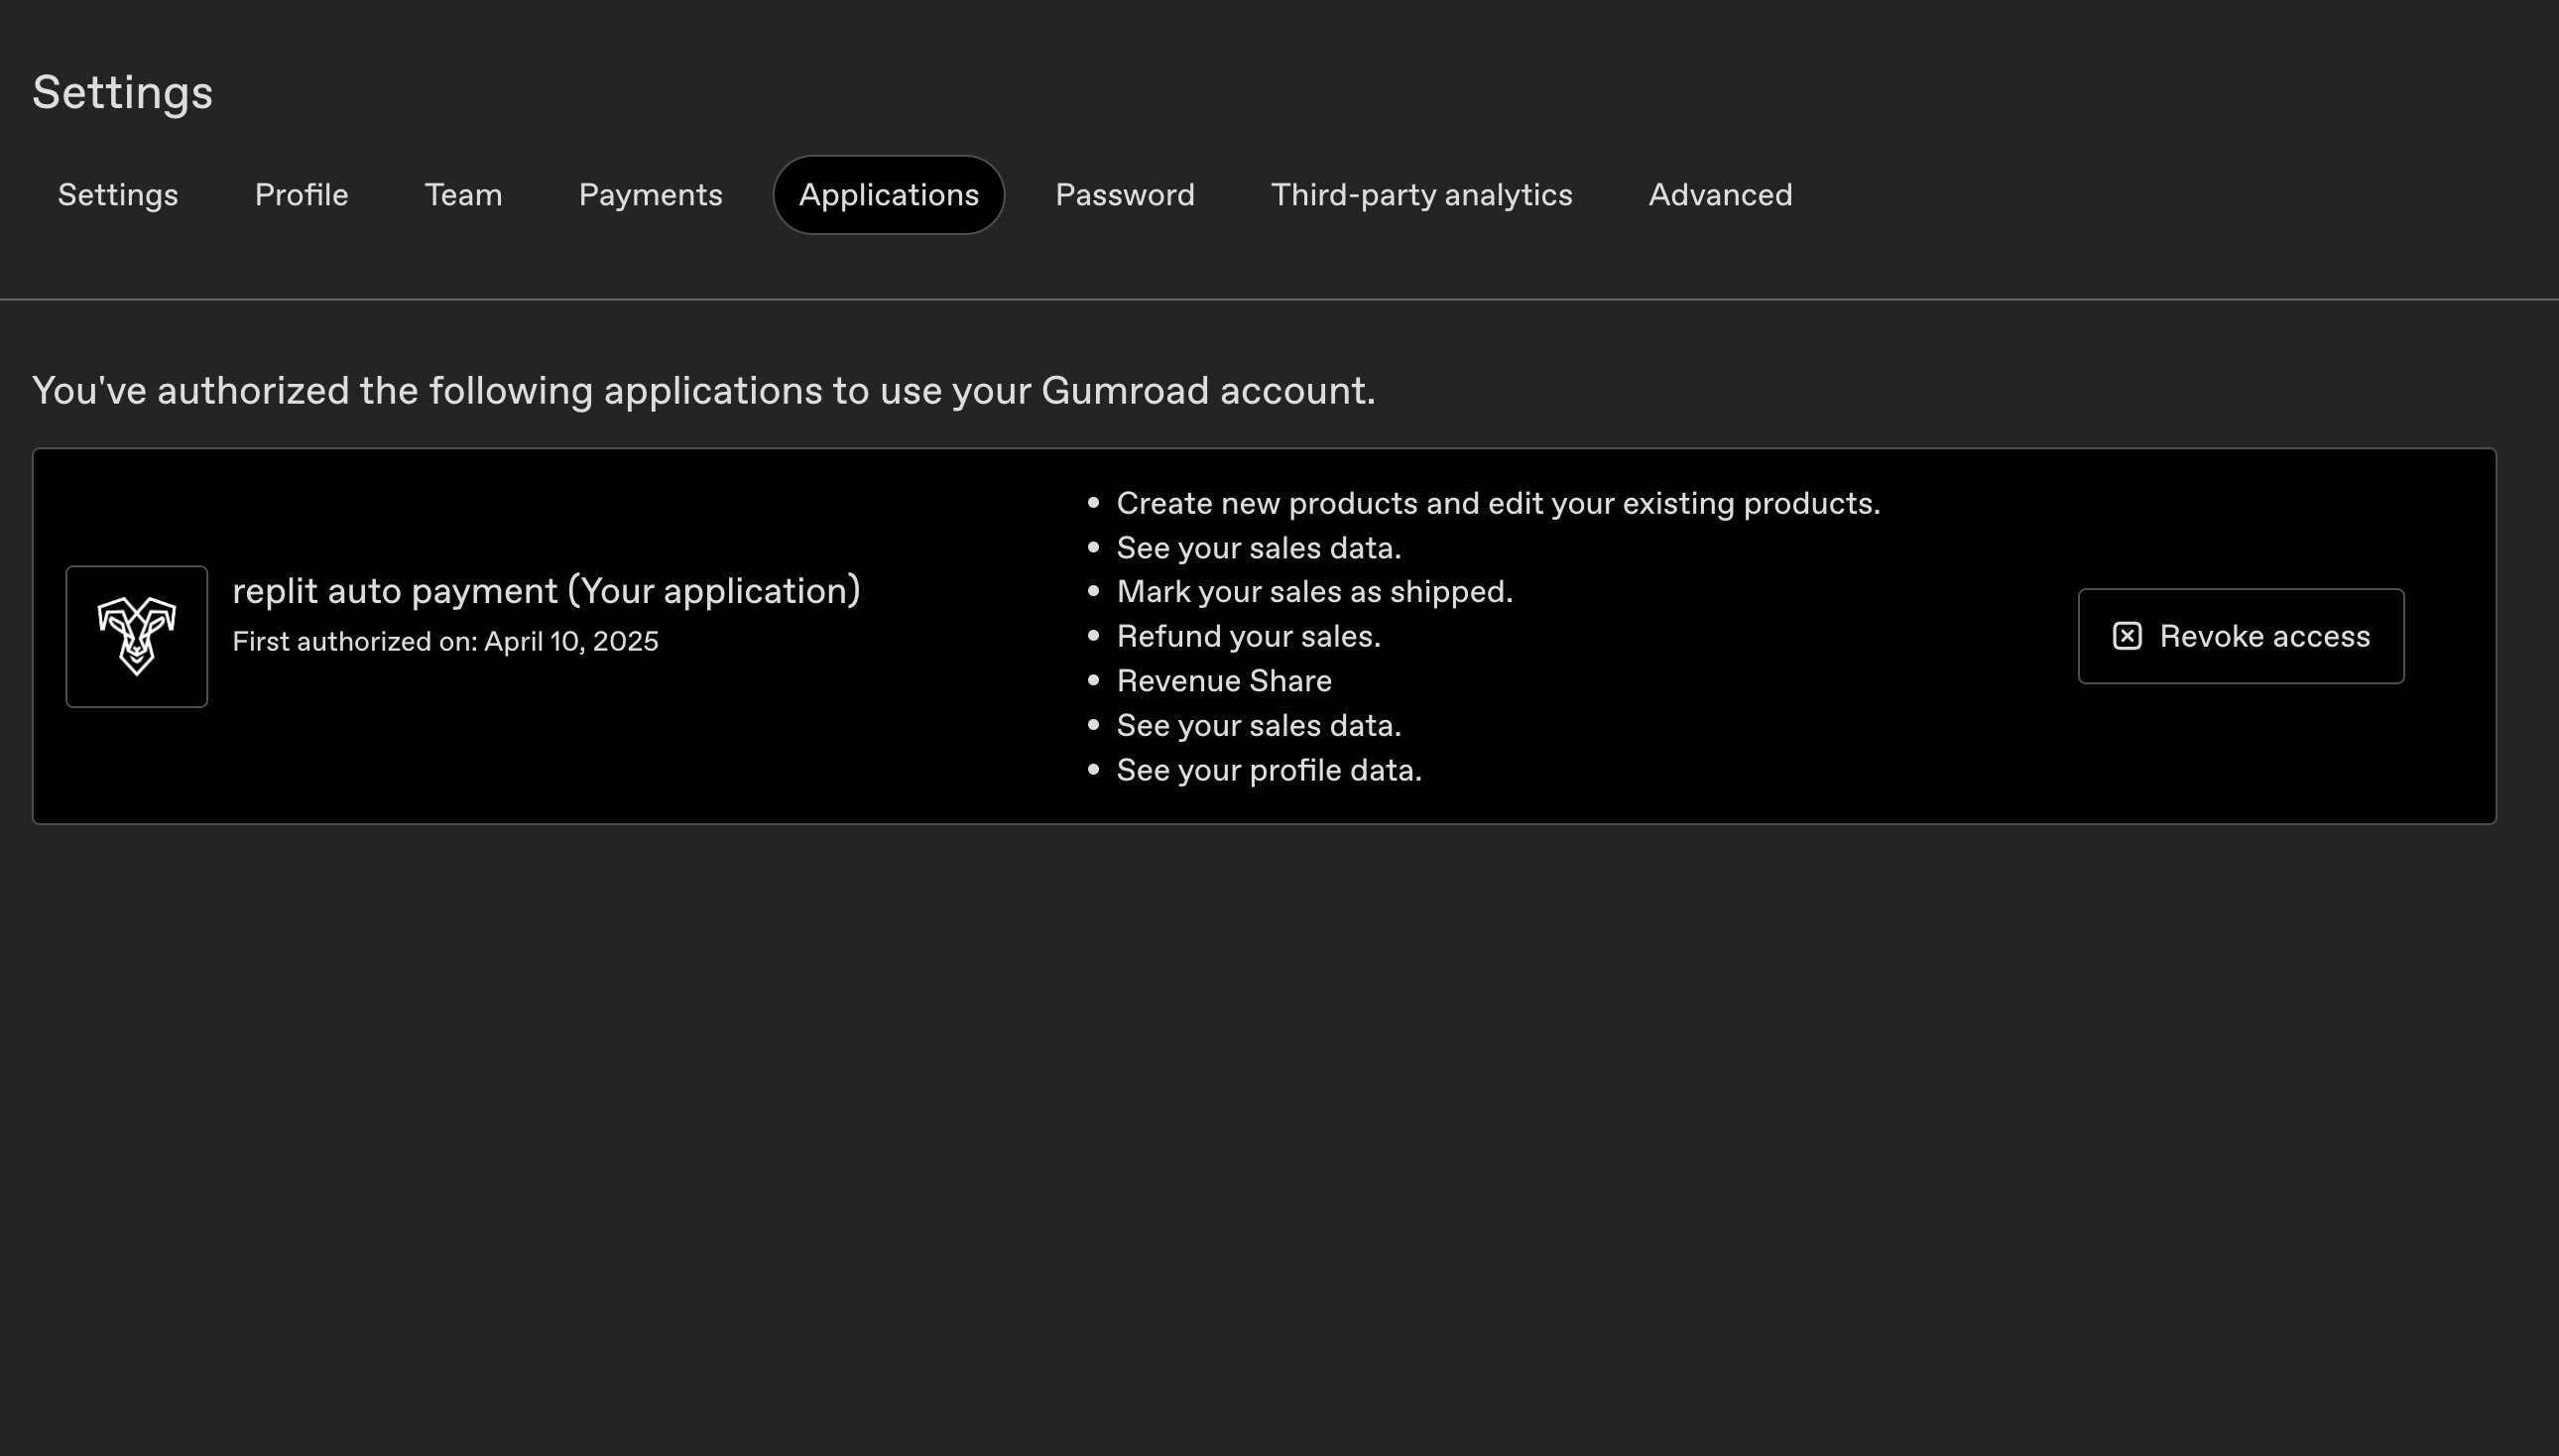 Settings
Settings Profile Team Payments Applications Password Third-party analytics Advanced
You've authorized the following applications to use your Gumroad account.
replit auto payment (Your application)
First authorized on: April 10, 2025
• Create new products and edit your existing products.
• See your sales data.
• Mark your sales as shipped.
• Refund your sales.
• Revenue Share
• See your sales data.
• See your profile data.
Revoke access